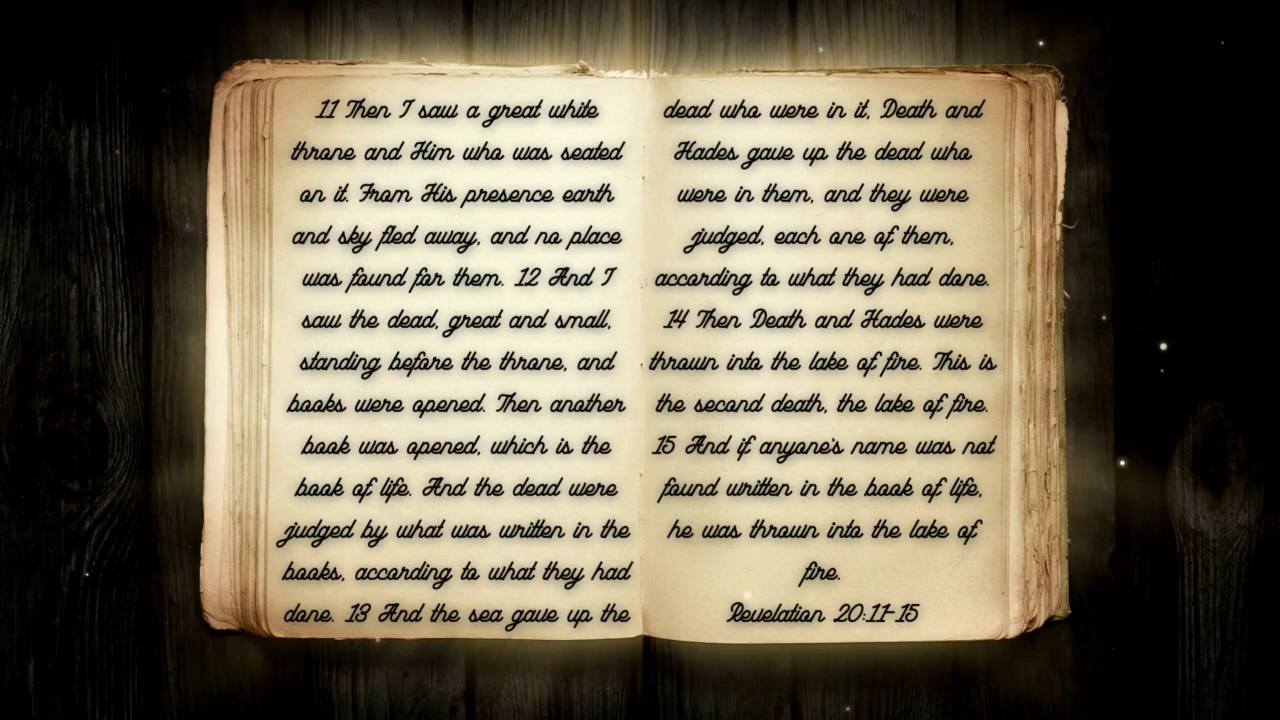 11 Then I saw a great white
throne and Him who was seated
on it. From His presence earth
and sky fled away, and no place
was found for them. 12 And I
saw the dead, great and small,
standing before the throne, and
books were opened. Then another
book was opened, which is the
book of life. And the dead were
judged by what was written in the
books, according to what they had
done. 13 And the sea gave up the
dead who were in it, Death and
Hades gave up the dead who
were in them, and they were
judged, each one of them,
according to what they had done.
14 Then Death and Hades were
thrown into the lake of fire. This is
the second death, the lake of fire.
15 And if anyone's name was not
found written in the book of life,
he was thrown into the lake of
fire.
Revelation 20:11-15